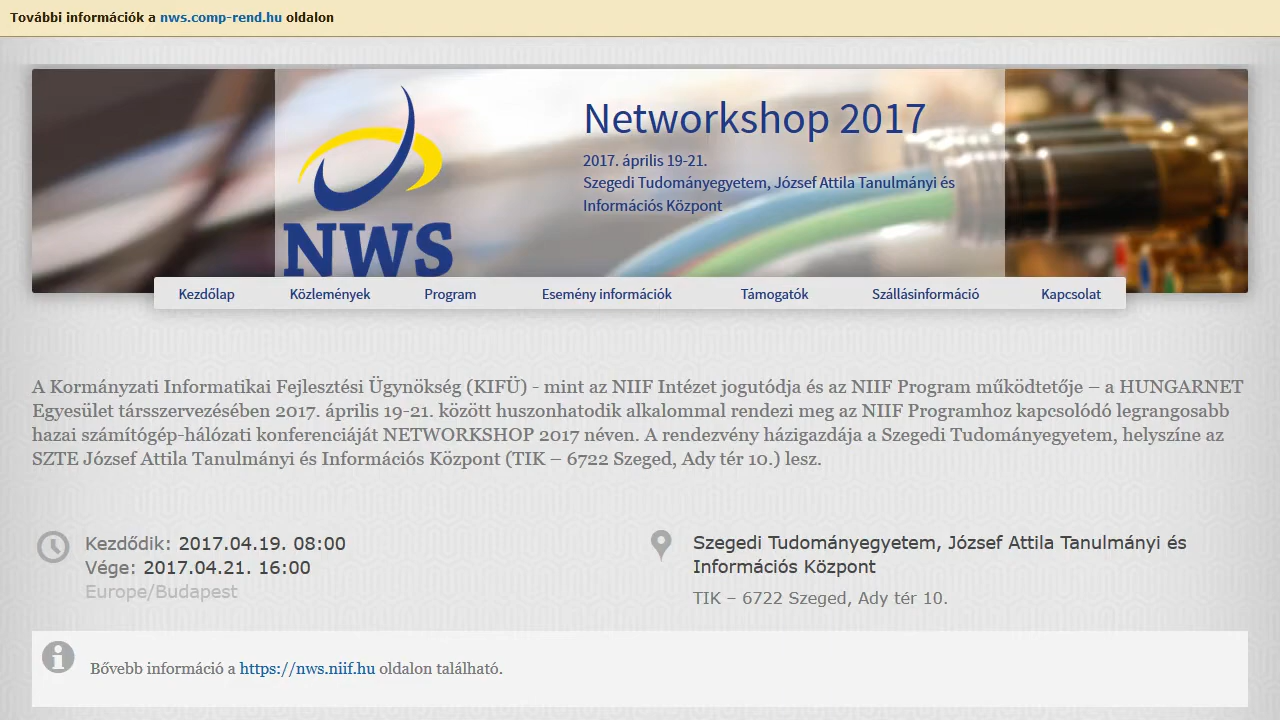 További információk a nws.comp-rend.hu oldalon
NWS
Networkshop 2017
2017. április 19-21.
Szegedi Tudományegyetem, József Attila Tanulmányi és
Információs Központ
Kezdőlap Közlemények Program Esemény információk Támogatók Szállásinformáció Kapcsolat
A Kormányzati Informatikai Fejlesztési Ügynökség (KIFÜ) - mint az NIIF Intézet jogutódja és az NIIF Program működtetője – a HUNGARNET
Egyesület társszervezésében 2017. április 19-21. között huszonhatodik alkalommal rendezi meg az NIIF Programhoz kapcsolódó legrangosabb
hazai számítógép-hálózati konferenciáját NETWORKSHOP 2017 néven. A rendezvény házigazdája a Szegedi Tudományegyetem, helyszíne az
SZTE József Attila Tanulmányi és Információs Központ (TIK – 6722 Szeged, Ady tér 10.) lesz.
Kezdődik: 2017.04.19. 08:00
Vége: 2017.04.21. 16:00
Europe/Budapest
Szegedi Tudományegyetem, József Attila Tanulmányi és
Információs Központ
TIK – 6722 Szeged, Ady tér 10.
Bővebb információ a https://nws.niif.hu oldalon található.